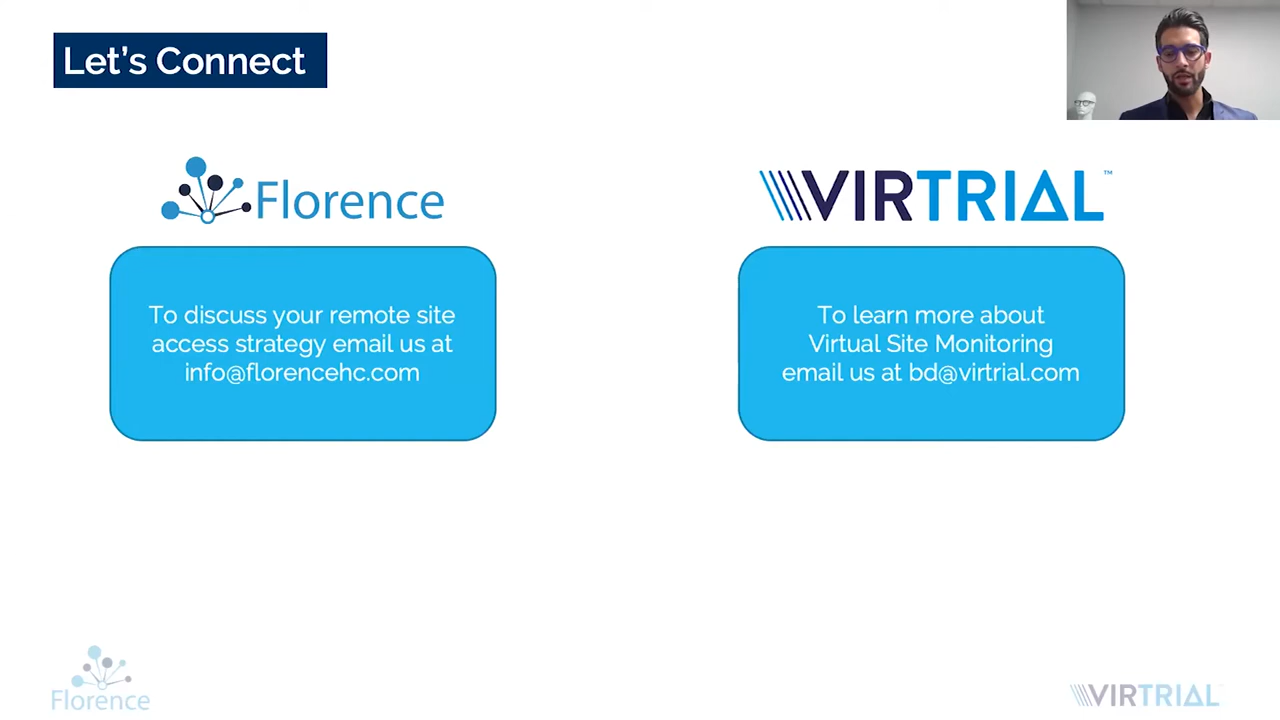 Let's Connect
Florence
To discuss your remote site
access strategy email us at
info@florencehc.com
VIRTRIAL™
To learn more about
Virtual Site Monitoring
email us at bd@virtrial.com
Florence
VIRTRIAL